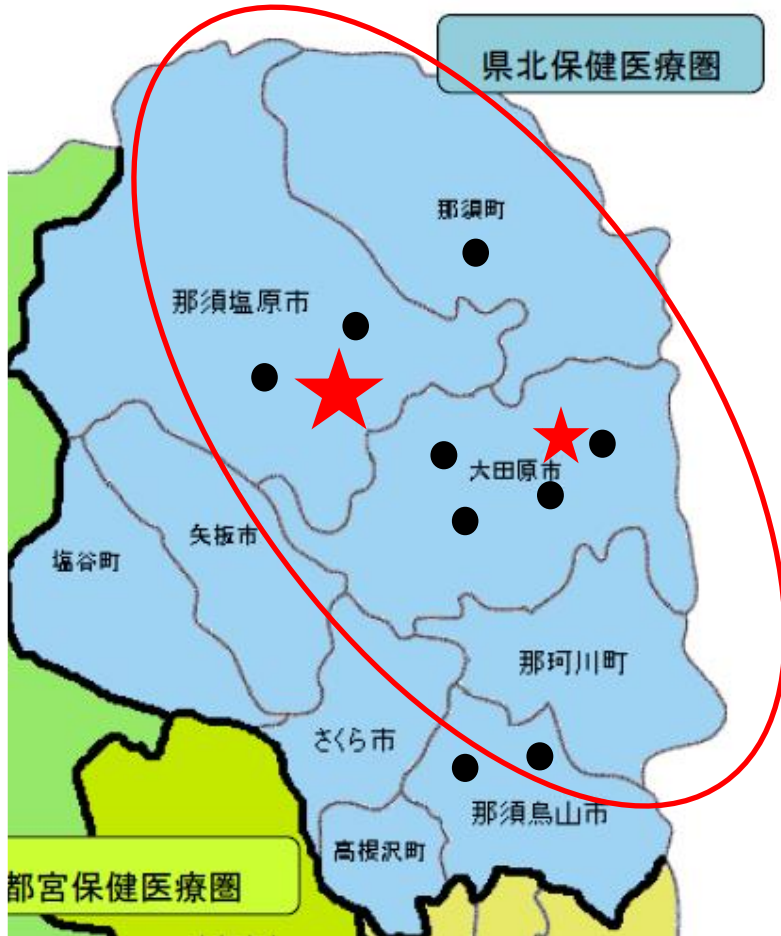 県北保健医療圏
那須町
那須塩原市
大田原市
矢板市
塩谷町
那珂川町
さくら市
那須烏山市
高根沢町
都宮保健医療圏